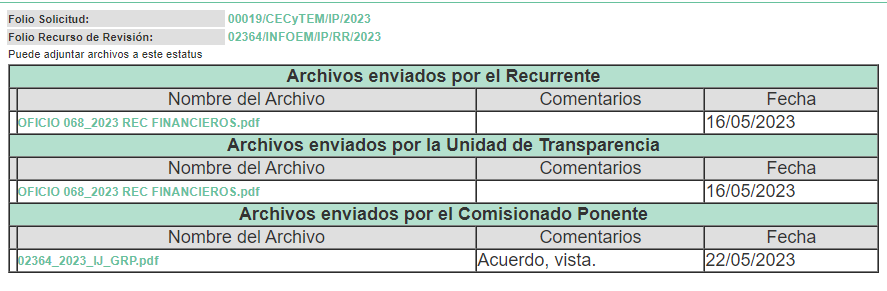 Folio Solicitud: 00019/CECyTEM/IP/2023
Folio Recurso de Revisión: 02364/INFOEM/IP/RR/2023
Puede adjuntar archivos a este estatus
Archivos enviados por el Recurrente
Nombre del Archivo Comentarios Fecha
OFICIO 068_2023 REC FINANCIEROS.pdf 16/05/2023
Archivos enviados por la Unidad de Transparencia
Nombre del Archivo Comentarios Fecha
OFICIO 068_2023 REC FINANCIEROS.pdf 16/05/2023
Archivos enviados por el Comisionado Ponente
Nombre del Archivo Comentarios Fecha
02364_2023_IJ_GRP.pdf Acuerdo, vista. 22/05/2023